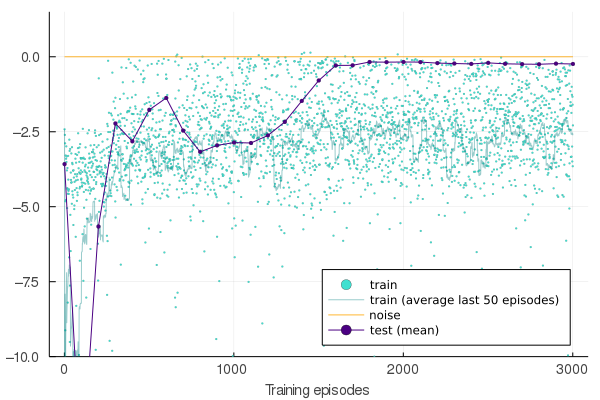 0.0
−2.5
−5.0
−7.5
−10.0
0
1000
2000
3000
Training episodes
train
train (average last 50 episodes)
noise
test (mean)